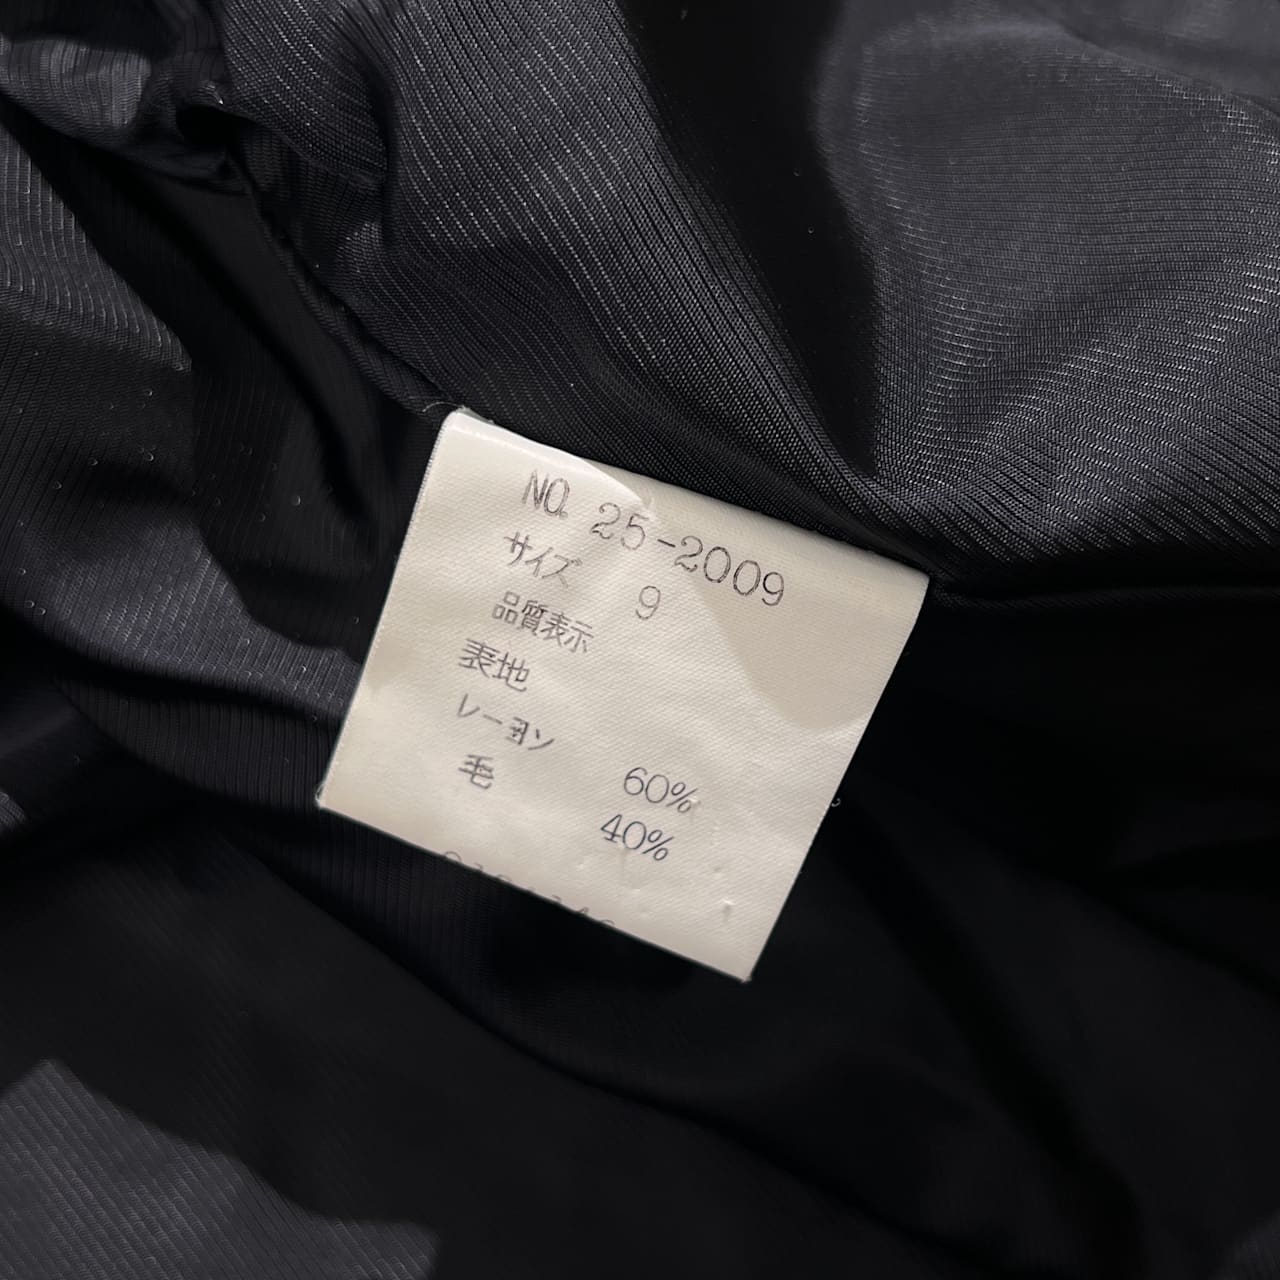 NO. 25-2009
サイズ 9
品質表示
表地
レーヨン 60%
毛 40%